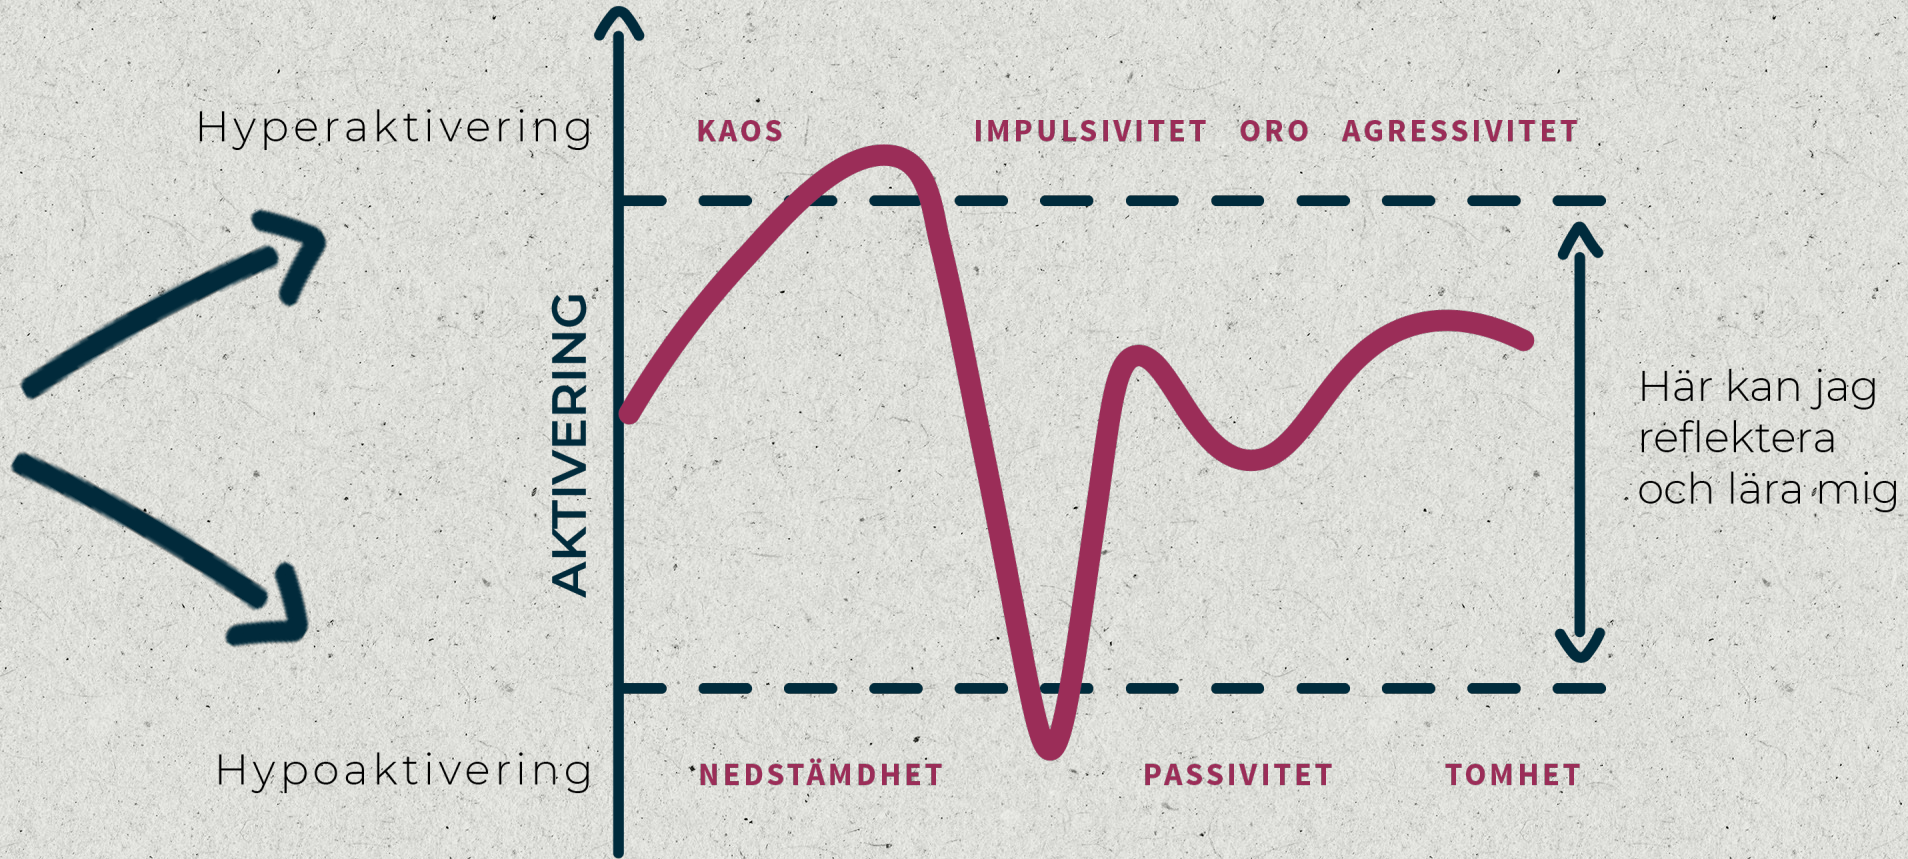 Hyperaktivering
KAOS IMPULSIVITET ORO AGRESSIVITET
AKTIVERING
Här kan jag
reflektera
och lära mig
Hypoaktivering
NEDSTÄMDHET PASSIVITET TOMHET